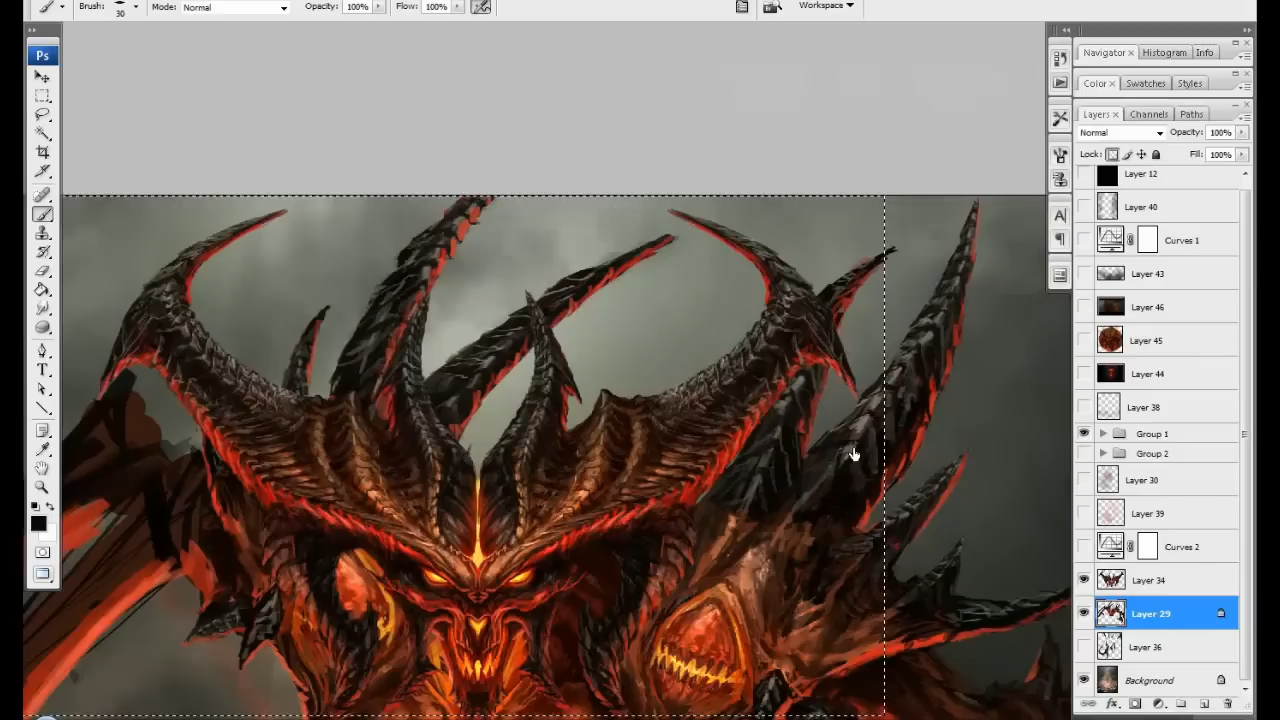 Brush: 30 Mode: Normal Opacity: 100% Flow: 100% Workspace
Ps
Navigator Histogram Info
Color Swatches Styles
Layers Channels Paths
Normal Opacity: 100%
Lock: Fill: 100%
Layer 12
Layer 40
Curves 1
Layer 43
Layer 46
Layer 45
Layer 44
Layer 38
Group 1
Group 2
Layer 30
Layer 39
Curves 2
Layer 34
Layer 29
Layer 36
Background